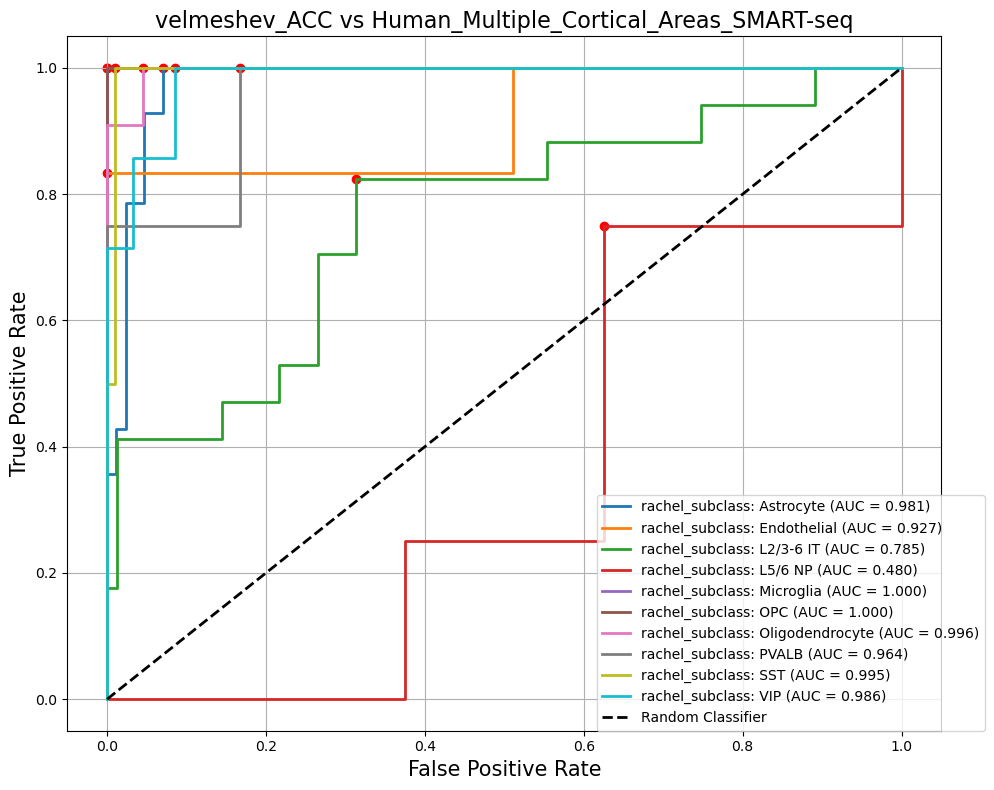 velmeshev_ACC vs Human_Multiple_Cortical_Areas_SMART-seq
True Positive Rate
1.0
0.8
0.6
0.4
0.2
0.0
rachel_subclass: Astrocyte (AUC = 0.981)
rachel_subclass: Endothelial (AUC = 0.927)
rachel_subclass: L2/3-6 IT (AUC = 0.785)
rachel_subclass: L5/6 NP (AUC = 0.480)
rachel_subclass: Microglia (AUC = 1.000)
rachel_subclass: OPC (AUC = 1.000)
rachel_subclass: Oligodendrocyte (AUC = 0.996)
rachel_subclass: PVALB (AUC = 0.964)
rachel_subclass: SST (AUC = 0.995)
rachel_subclass: VIP (AUC = 0.986)
Random Classifier
0.0 0.2 0.4 0.6 0.8 1.0
False Positive Rate